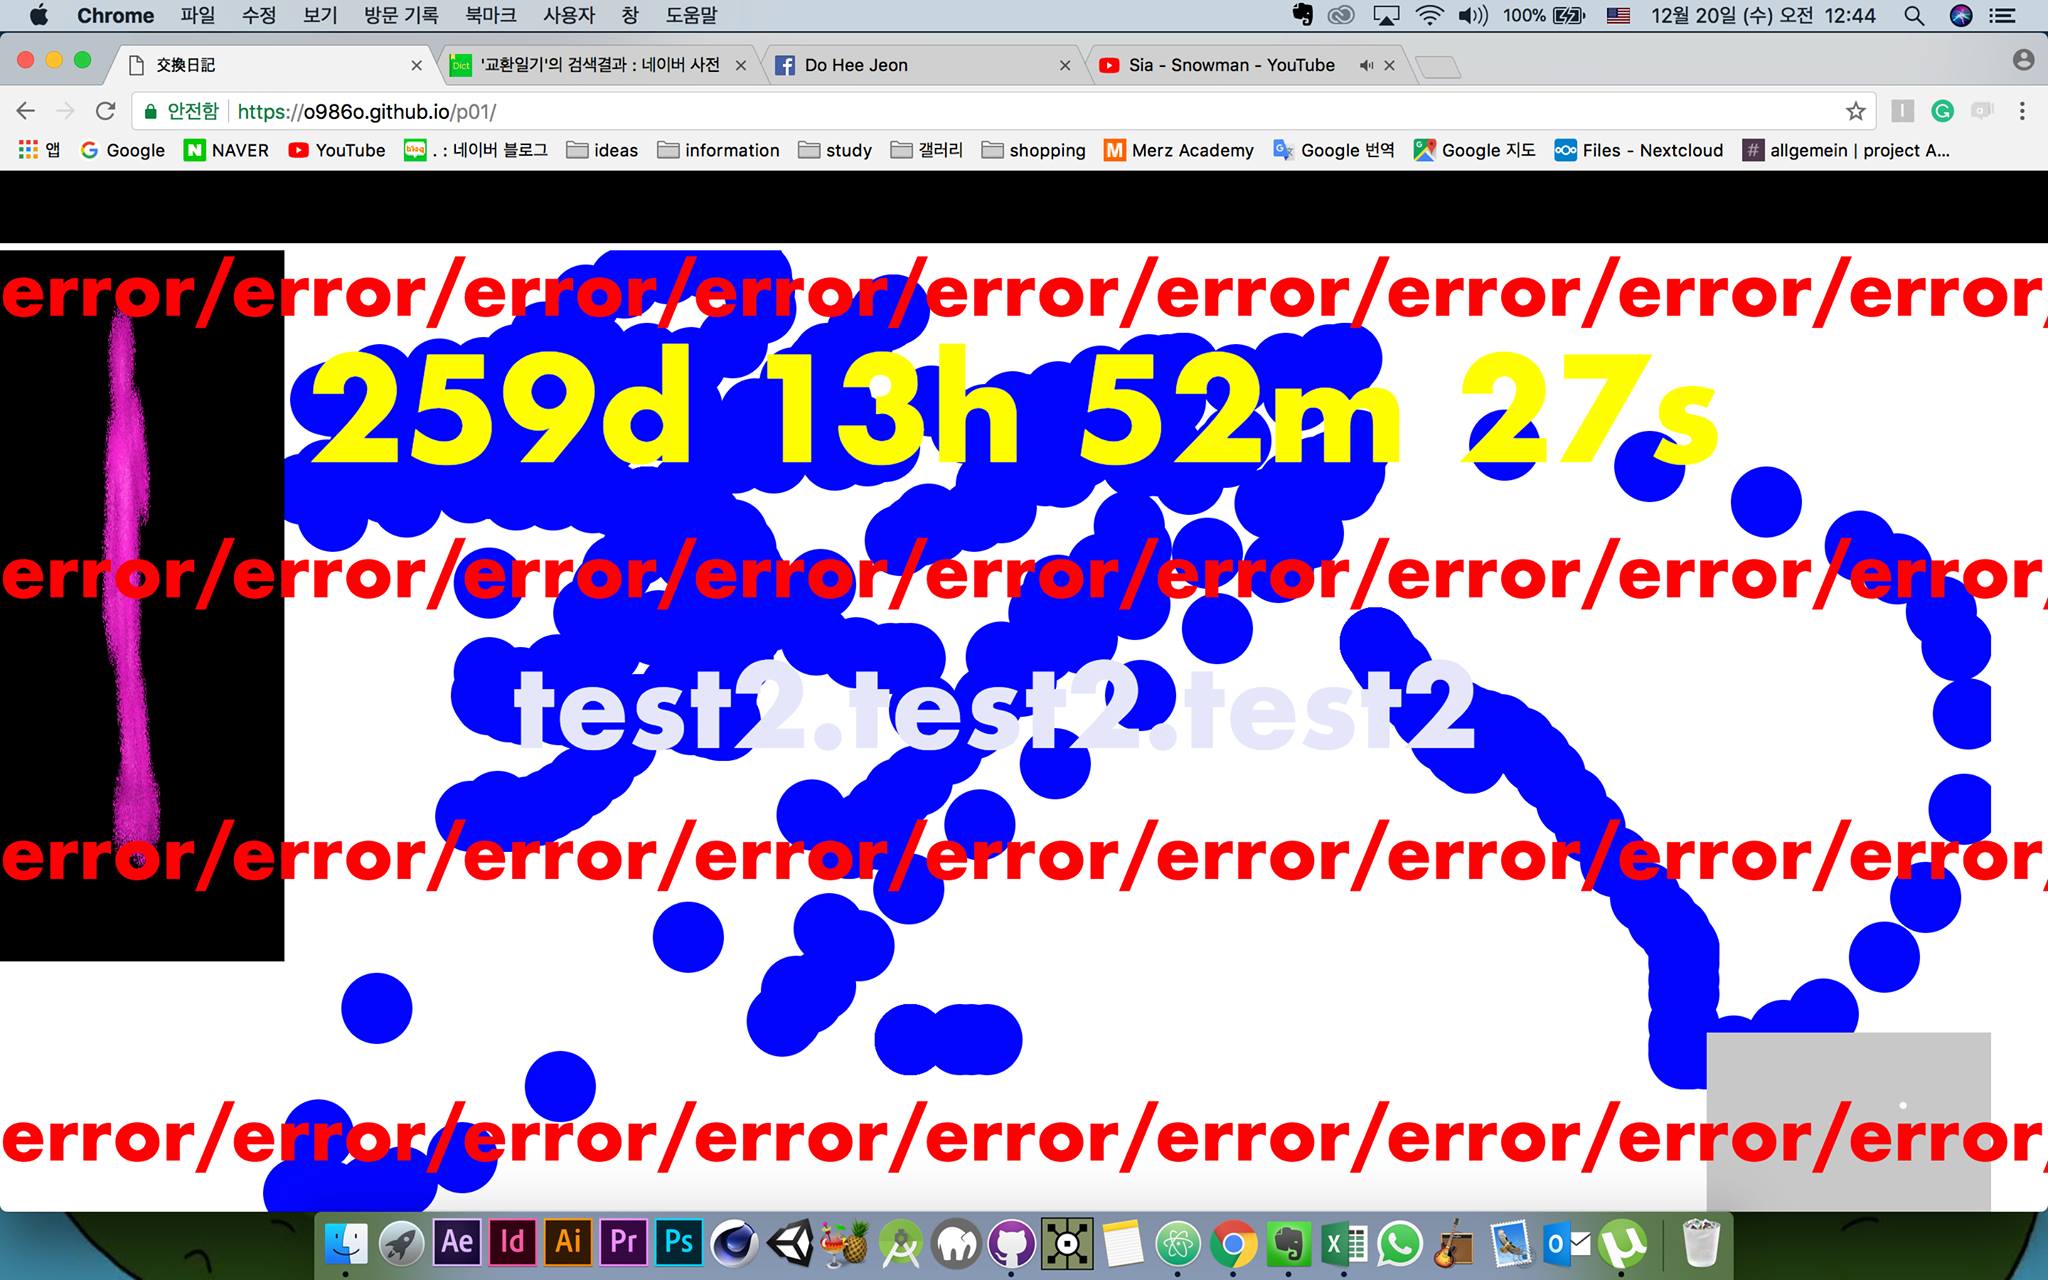 Chrome 파일 수정 보기 방문 기록 북마크 사용자 창 도움말 100% 12월 20일 (수) 오전 12:44
交換日記 Dict '교환일기'의 검색결과 : 네이버 사전 Do Hee Jeon Sia - Snowman - YouTube
안전함 https://o986o.github.io/p01/
앱 Google NAVER YouTube blog . : 네이버 블로그 ideas information study 갤러리 shopping Merz Academy Google 번역 Google 지도 Files - Nextcloud # allgemein | project A...
error/error/error/error/error/error/error/error/error/
259d 13h 52m 27s
error/error/error/error/error/error/error/error/error/
test2.test2.test2
error/error/error/error/error/error/error/error/error/
error/error/error/error/error/error/error/error/error/
Ae Id Ai Pr Ps